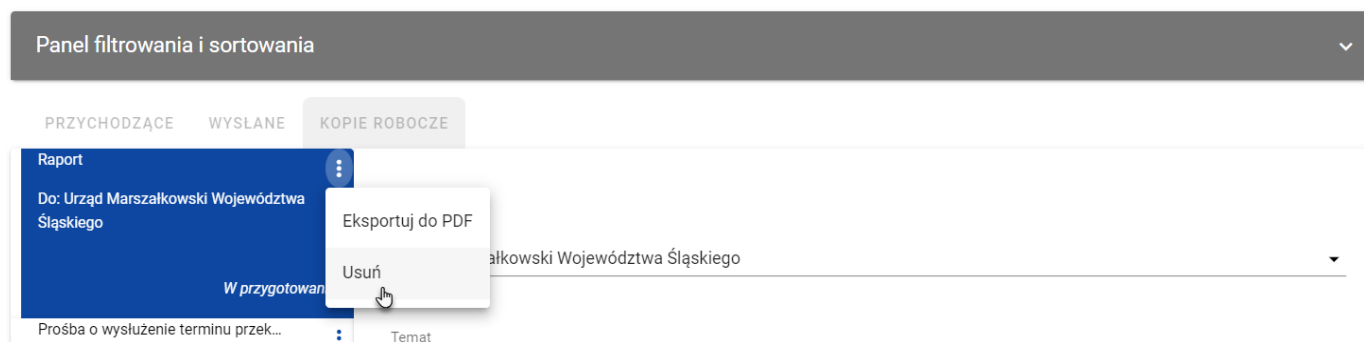 Panel filtrowania i sortowania
PRZYCHODZĄCE WYSŁANE KOPIE ROBOCZE
Raport
Do: Urząd Marszałkowski Województwa
Śląskiego
Eksportuj do PDF
Usuń
ałkowski Województwa Śląskiego
W przygotowan
Prośba o wysłużenie terminu przek...
Temat